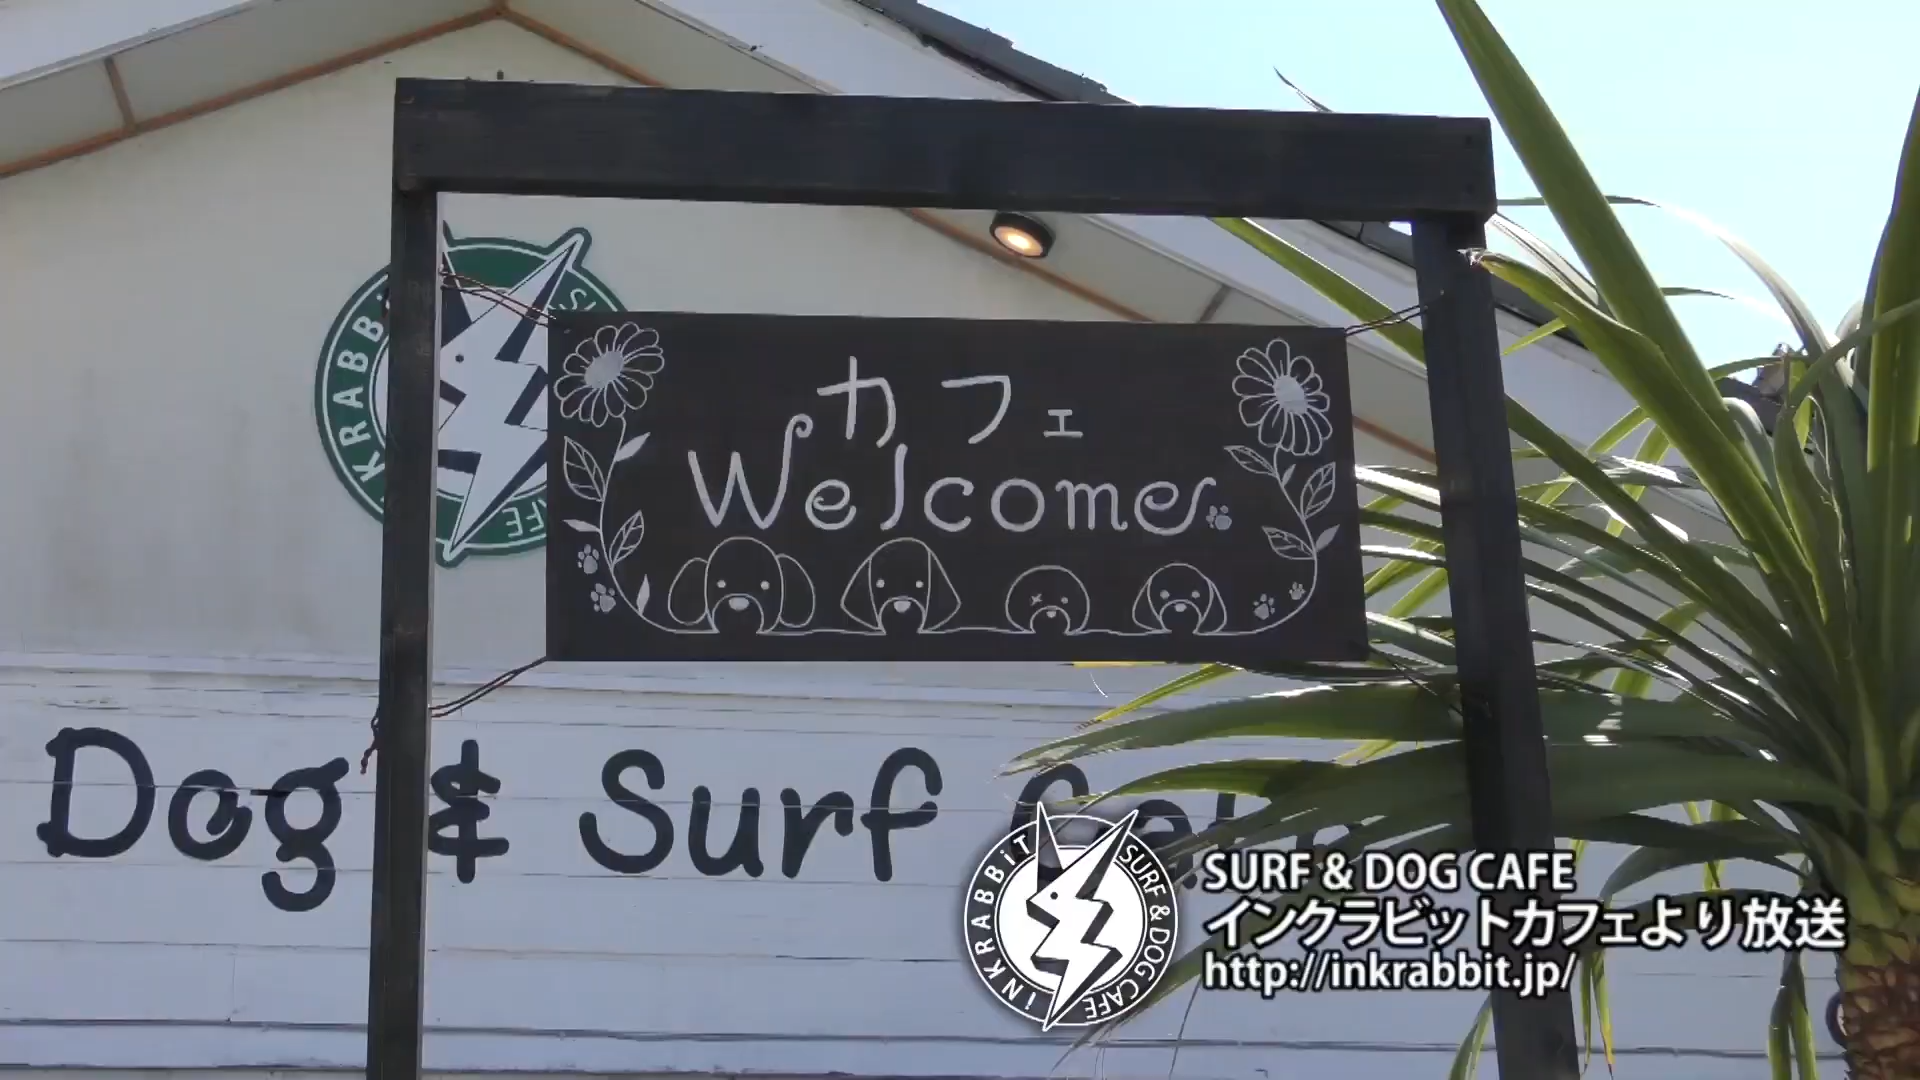 カフェ
Welcome
Dog & Surf
INKRABBiT
SURF & DOG CAFE
SURF & DOG CAFE
インクラビットカフェより放送
http://inkrabbit.jp/